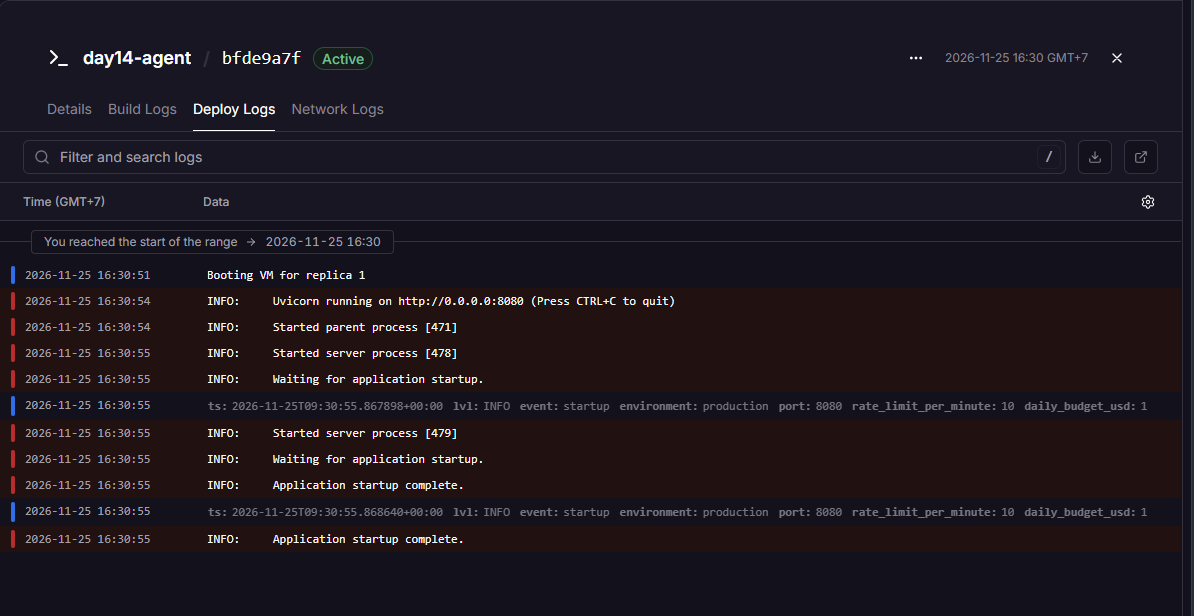 day14-agent / bfde9a7f Active 2026-11-25 16:30 GMT+7
Details Build Logs Deploy Logs Network Logs
Filter and search logs /
Time (GMT+7) Data
You reached the start of the range → 2026-11-25 16:30
2026-11-25 16:30:51 Booting VM for replica 1
2026-11-25 16:30:54 INFO: Uvicorn running on http://0.0.0.0:8080 (Press CTRL+C to quit)
2026-11-25 16:30:54 INFO: Started parent process [471]
2026-11-25 16:30:55 INFO: Started server process [478]
2026-11-25 16:30:55 INFO: Waiting for application startup.
2026-11-25 16:30:55 ts: 2026-11-25T09:30:55.867898+00:00 lvl: INFO event: startup environment: production port: 8080 rate_limit_per_minute: 10 daily_budget_usd: 1
2026-11-25 16:30:55 INFO: Started server process [479]
2026-11-25 16:30:55 INFO: Waiting for application startup.
2026-11-25 16:30:55 INFO: Application startup complete.
2026-11-25 16:30:55 ts: 2026-11-25T09:30:55.868640+00:00 lvl: INFO event: startup environment: production port: 8080 rate_limit_per_minute: 10 daily_budget_usd: 1
2026-11-25 16:30:55 INFO: Application startup complete.